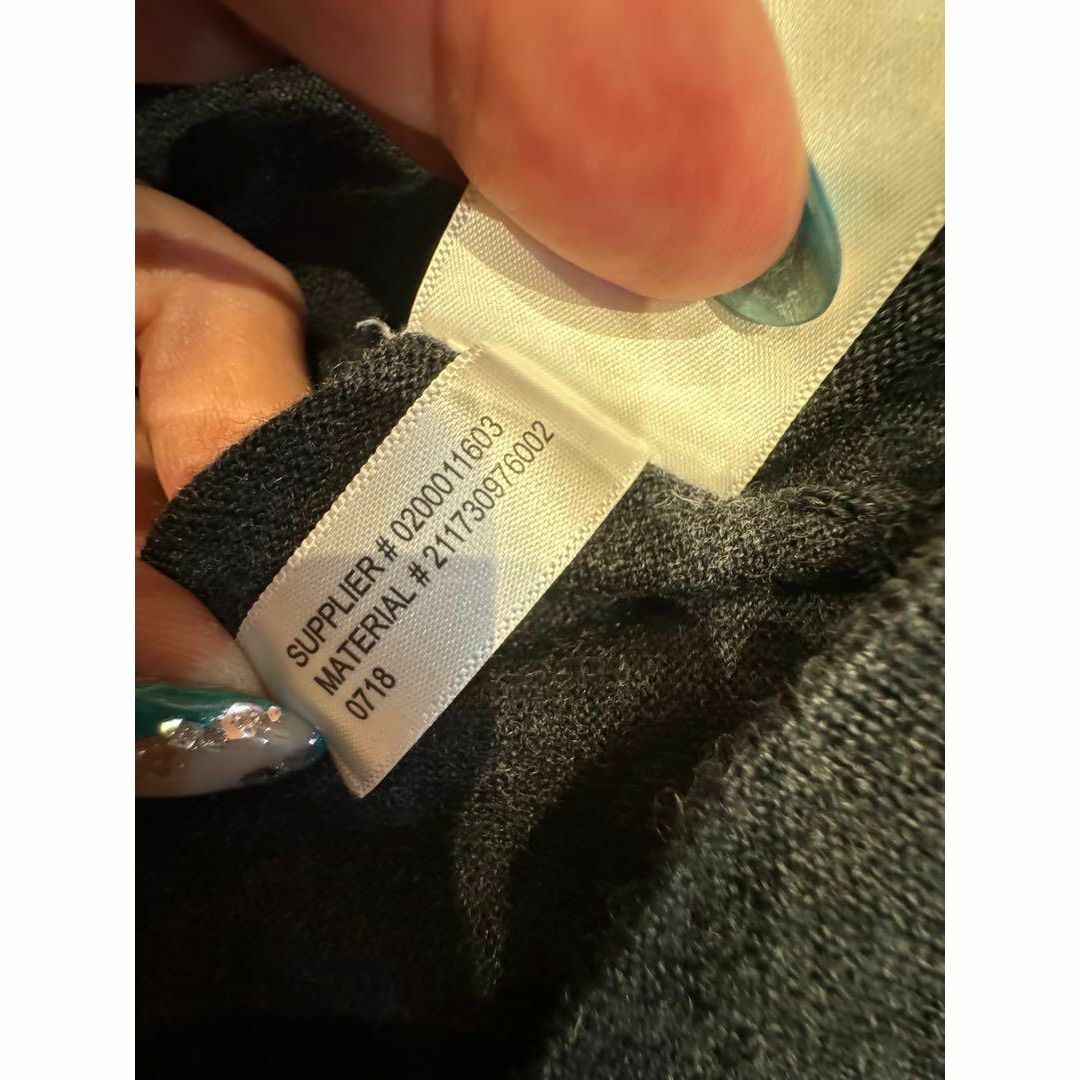 SUPPLIER # 0200011603
MATERIAL # 211730976002
0718